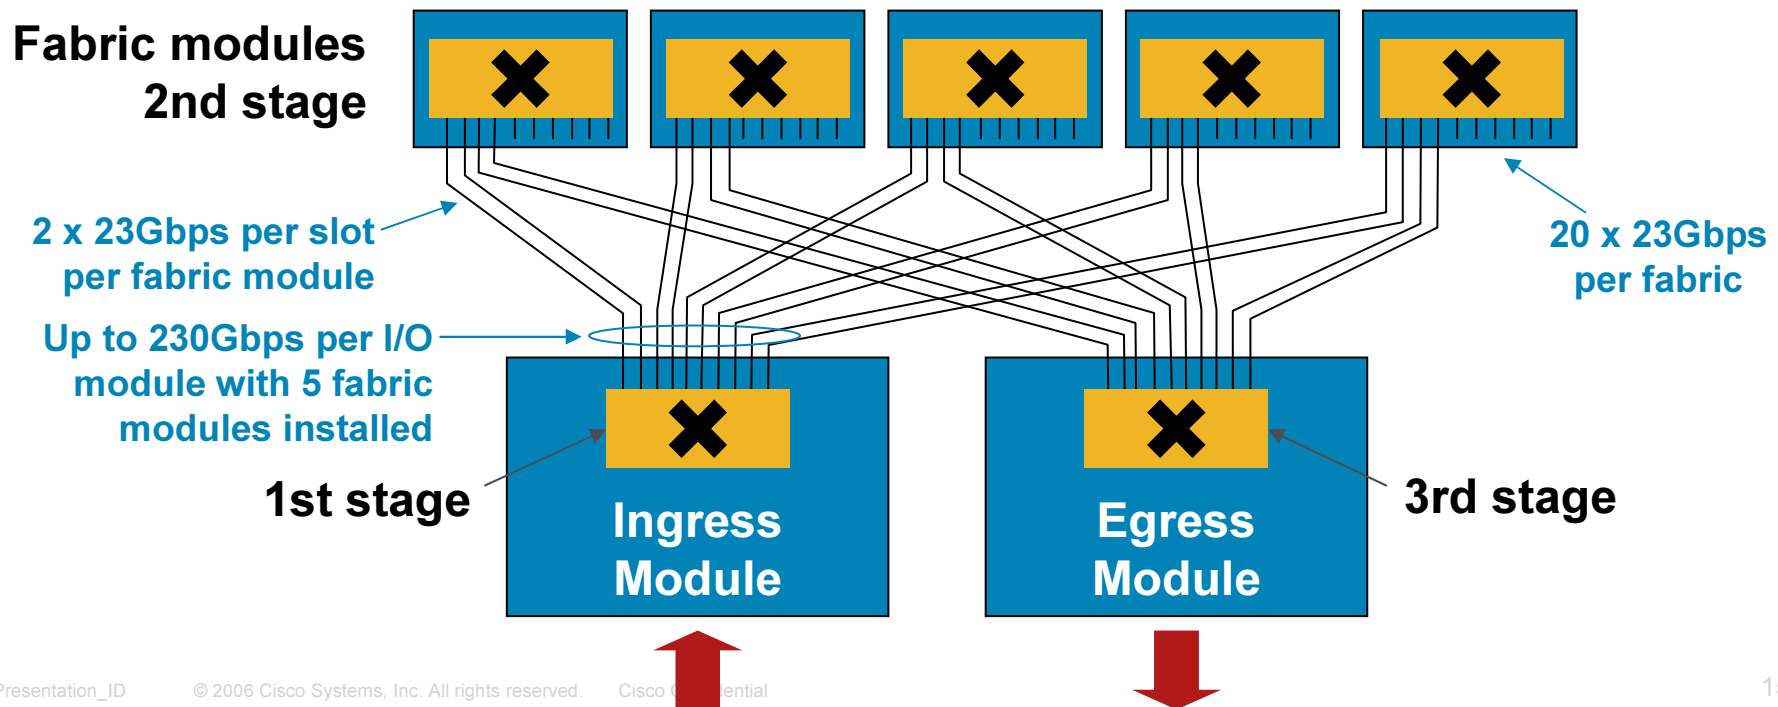 Fabric modules
2nd stage
2 x 23Gbps per slot
per fabric module
20 x 23Gbps
per fabric
Up to 230Gbps per I/O
module with 5 fabric
modules installed
1st stage
Ingress
Module
Egress
Module
3rd stage
Presentation_ID
© 2006 Cisco Systems, Inc. All rights reserved.
Cisco